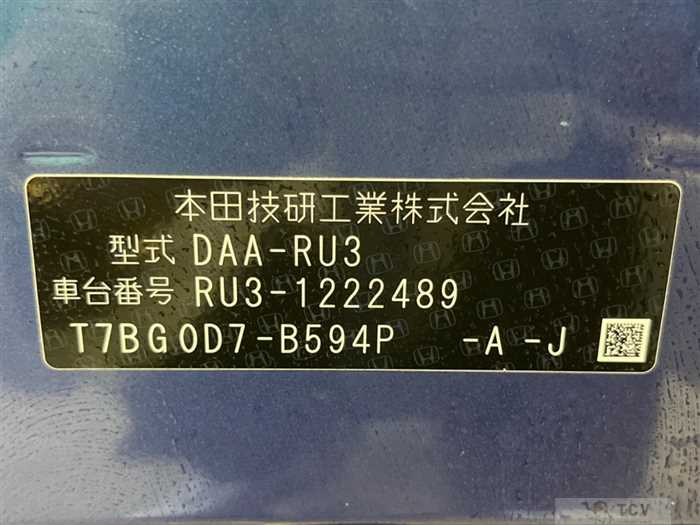 本田技研工業株式会社
型式 DAA-RU3
車台番号 RU3-1222489
T7BG0D7-B594P -A -J
TCV